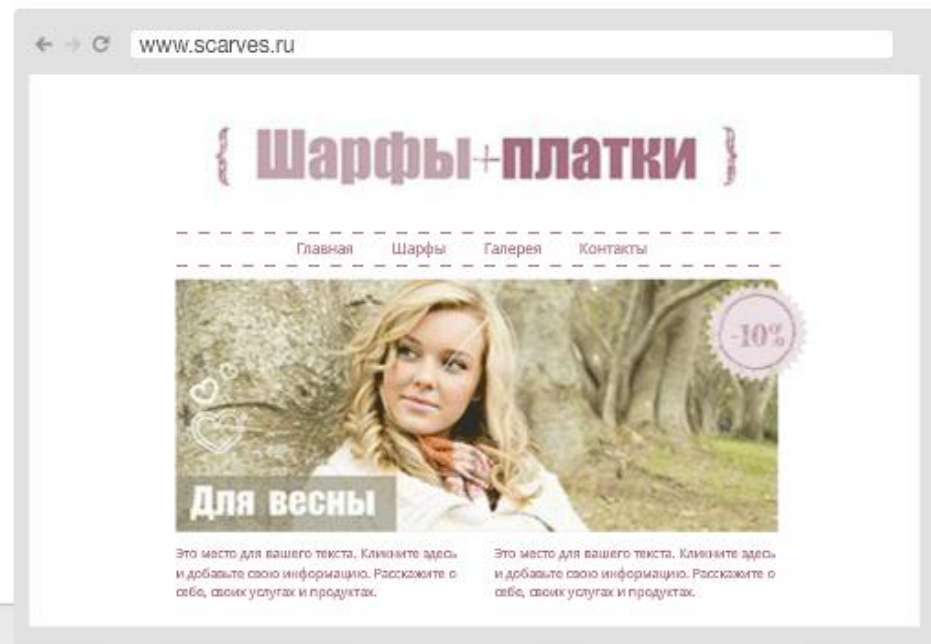 www.scarves.ru
{ Шарфы+платки }
Главная Шарфы Галерея Контакты
-10%
Для весны
Это место для вашего текста. Кликните здесь
и добавьте свою информацию. Расскажите о
себе, своих услугах и продуктах.
Это место для вашего текста. Кликните здесь
и добавьте свою информацию. Расскажите о
себе, своих услугах и продуктах.